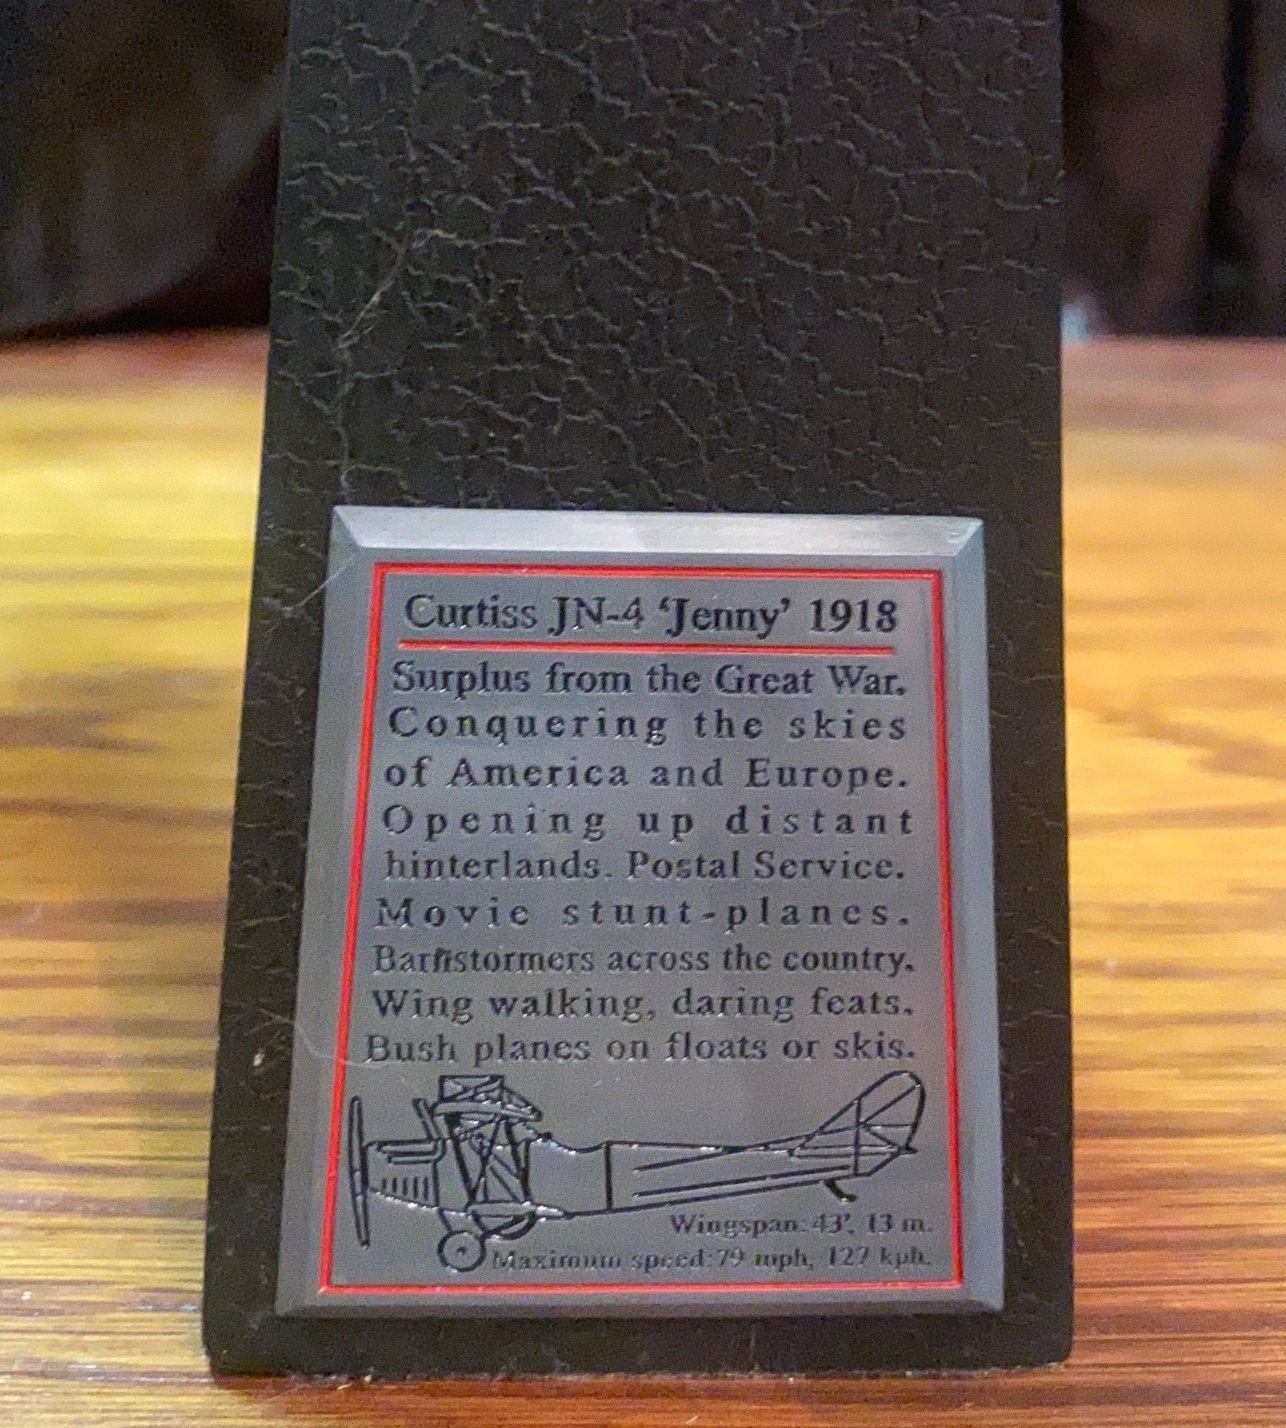 Curtiss JN-4 ‘Jenny’ 1918
Surplus from the Great War.
Conquering the skies
of America and Europe.
Opening up distant
hinterlands. Postal Service.
Movie stunt-planes.
Barnstormers across the country.
Wing walking, daring feats.
Bush planes on floats or skis.
Wingspan: 43’, 13 m.
Maximum speed: 79 mph, 127 kph.